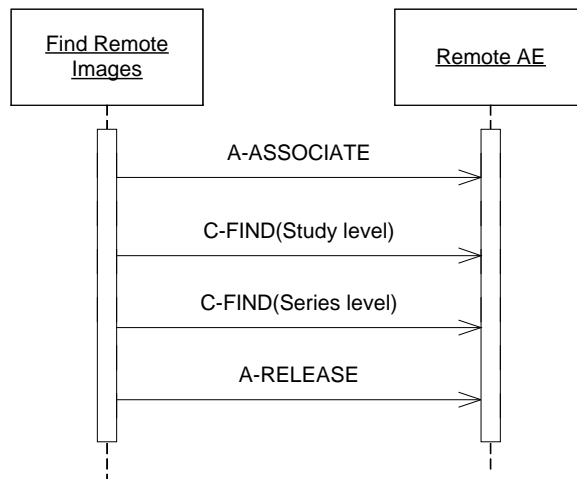 Find Remote
Images
Remote AE
A-ASSOCIATE
C-FIND(Study level)
C-FIND(Series level)
A-RELEASE